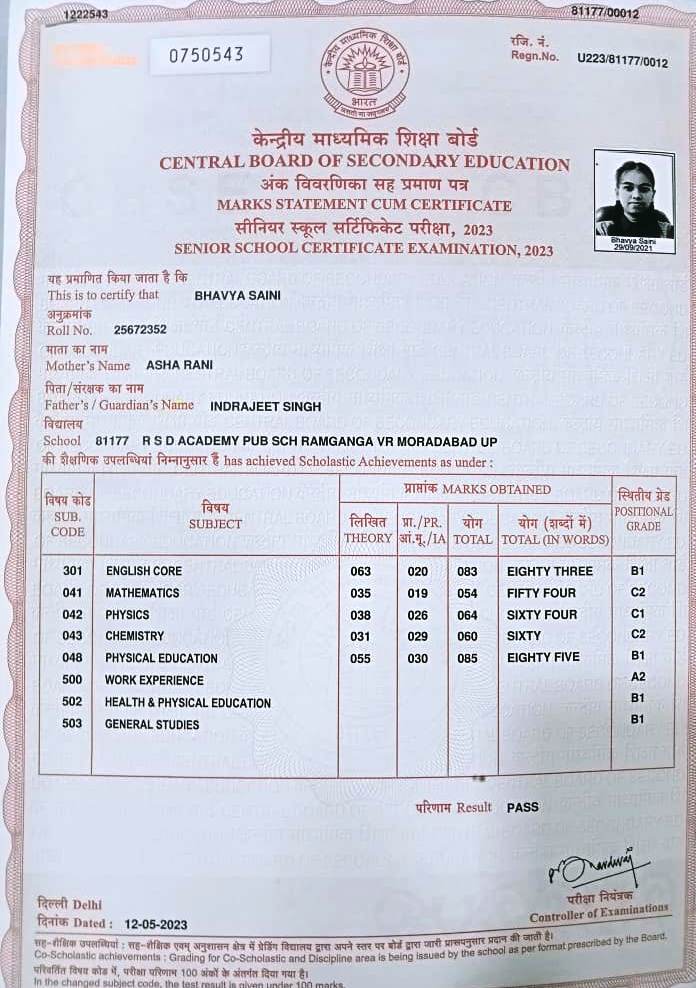 1222543
81177/00012
0750543
रजि. नं.
Regn.No. U223/81177/0012
केन्द्रीय माध्यमिक शिक्षा बोर्ड
भारत
केन्द्रीय माध्यमिक शिक्षा बोर्ड
CENTRAL BOARD OF SECONDARY EDUCATION
अंक विवरणिका सह प्रमाण पत्र
MARKS STATEMENT CUM CERTIFICATE
सीनियर स्कूल सर्टिफिकेट परीक्षा, 2023
SENIOR SCHOOL CERTIFICATE EXAMINATION, 2023
Bhavya Saini
29/09/2021
यह प्रमाणित किया जाता है कि
This is to certify that BHAVYA SAINI
अनुक्रमांक
Roll No. 25672352
माता का नाम
Mother's Name ASHA RANI
पिता/संरक्षक का नाम
Father's / Guardian's Name INDRAJEET SINGH
विद्यालय
School 81177 R S D ACADEMY PUB SCH RAMGANGA VR MORADABAD UP
की शैक्षणिक उपलब्धियां निम्नानुसार हैं has achieved Scholastic Achievements as under :
विषय कोड SUB. CODE
विषय SUBJECT
प्राप्तांक MARKS OBTAINED
स्थितीय ग्रेड POSITIONAL GRADE
लिखित प्रा./PR. योग योग (शब्दों में)
THEORY आं.मू./IA TOTAL TOTAL (IN WORDS)
301 ENGLISH CORE 063 020 083 EIGHTY THREE B1
041 MATHEMATICS 035 019 054 FIFTY FOUR C2
042 PHYSICS 038 026 064 SIXTY FOUR C1
043 CHEMISTRY 031 029 060 SIXTY C2
048 PHYSICAL EDUCATION 055 030 085 EIGHTY FIVE B1
500 WORK EXPERIENCE A2
502 HEALTH & PHYSICAL EDUCATION B1
503 GENERAL STUDIES B1
परिणाम Result PASS
दिल्ली Delhi
दिनांक Dated : 12-05-2023
परीक्षा नियंत्रक
Controller of Examinations
सह-शैक्षिक उपलब्धियां : सह-शैक्षिक एवम् अनुशासन क्षेत्र में ग्रेडिंग विद्यालय द्वारा अपने स्तर पर बोर्ड द्वारा जारी प्रारूपनुसार प्रदान की जाती है।
Co-Scholastic achievements : Grading for Co-Scholastic and Discipline area is being issued by the school as per format prescribed by the Board.
परिवर्तित विषय कोड में, परीक्षा परिणाम 100 अंकों के अंतर्गत दिया गया है।
In the changed subject code, the test result is given under 100 marks.